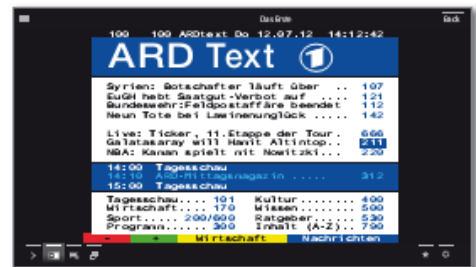 Das Erste
Back
100 100 ARDtext Do 12.07.12 14:12:42
ARD Text 1
Syrien: Botschafter läuft über .. 107
EuGH hebt Saatgut-Verbot auf .... 121
Bundeswehr:Feldpostaffäre beendet 112
Neun Tote bei Lawinenunglück .... 142
Live: Ticker, 11.Etappe der Tour. 666
Galatasaray will Hamit Altintop.. 211
NBA: Kaman spielt mit Nowitzki... 220
14:00 Tagesschau
14:10 ARD-Mittagsmagazin ..... 312
15:00 Tagesschau
Tagesschau.... 101 Kultur....... 400
Wirtschaft.... 170 Wissen....... 500
Sport..... 200/600 Ratgeber..... 530
Programm...... 300 Inhalt (A-Z).. 790
- + Wirtschaft Nachrichten